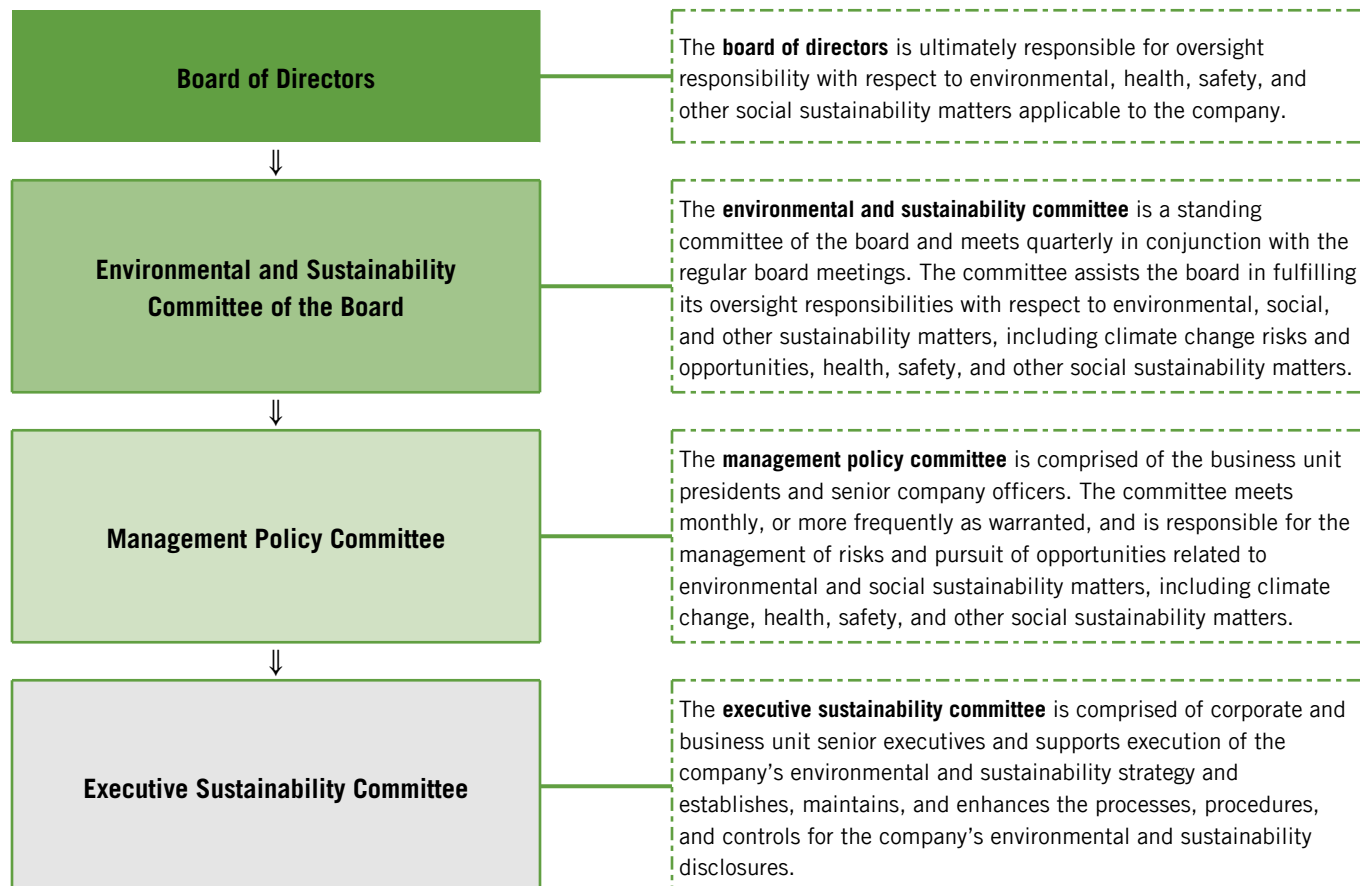 Board of Directors
The board of directors is ultimately responsible for oversight
responsibility with respect to environmental, health, safety, and
other social sustainability matters applicable to the company.
⇓
Environmental and Sustainability
Committee of the Board
The environmental and sustainability committee is a standing
committee of the board and meets quarterly in conjunction with the
regular board meetings. The committee assists the board in fulfilling
its oversight responsibilities with respect to environmental, social,
and other sustainability matters, including climate change risks and
opportunities, health, safety, and other social sustainability matters.
⇓
Management Policy Committee
The management policy committee is comprised of the business unit
presidents and senior company officers. The committee meets
monthly, or more frequently as warranted, and is responsible for the
management of risks and pursuit of opportunities related to
environmental and social sustainability matters, including climate
change, health, safety, and other social sustainability matters.
⇓
Executive Sustainability Committee
The executive sustainability committee is comprised of corporate and
business unit senior executives and supports execution of the
company’s environmental and sustainability strategy and
establishes, maintains, and enhances the processes, procedures,
and controls for the company’s environmental and sustainability
disclosures.